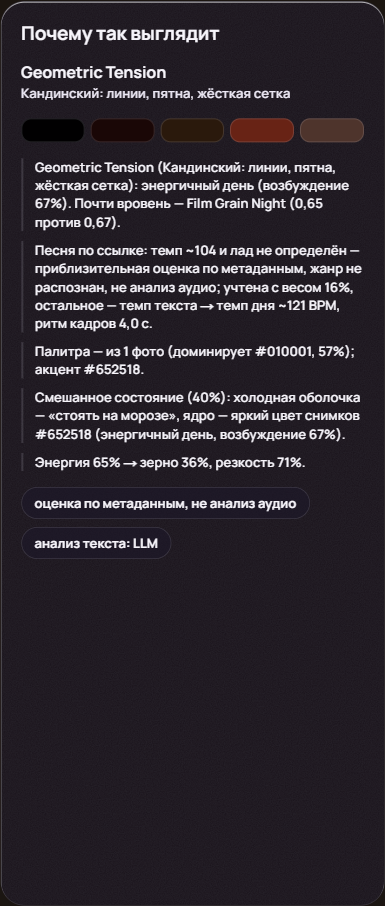 Почему так выглядит
Geometric Tension
Кандинский: линии, пятна, жёсткая сетка
Geometric Tension (Кандинский: линии, пятна,
жёсткая сетка): энергичный день (возбуждение
67%). Почти вровень — Film Grain Night (0,65
против 0,67).
Песня по ссылке: темп ~104 и лад не определён —
приблизительная оценка по метаданным, жанр не
распознан, не анализ аудио; учтена с весом 16%,
остальное — темп текста → темп дня ~121 BPM,
ритм кадров 4,0 с.
Палитра — из 1 фото (доминирует #010001, 57%);
акцент #652518.
Смешанное состояние (40%): холодная оболочка
— «стоять на морозе», ядро — яркий цвет снимков
#652518 (энергичный день, возбуждение 67%).
Энергия 65% → зерно 36%, резкость 71%.
оценка по метаданным, не анализ аудио
анализ текста: LLM